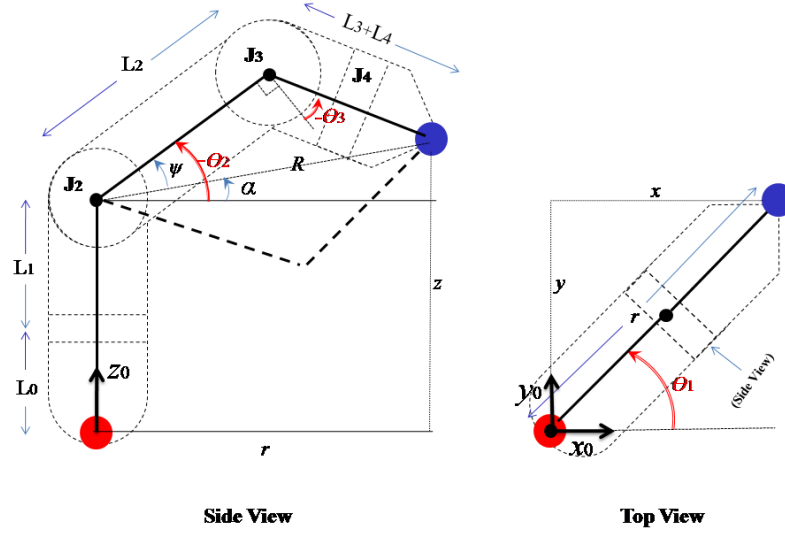 L3+L4
L2
J3
J4
-ϴ3
-ϴ2
R
ψ
J2
α
L1
z
L0
z0
r
Side View
x
y
r
ϴ1
(Side View)
y0
x0
Top View